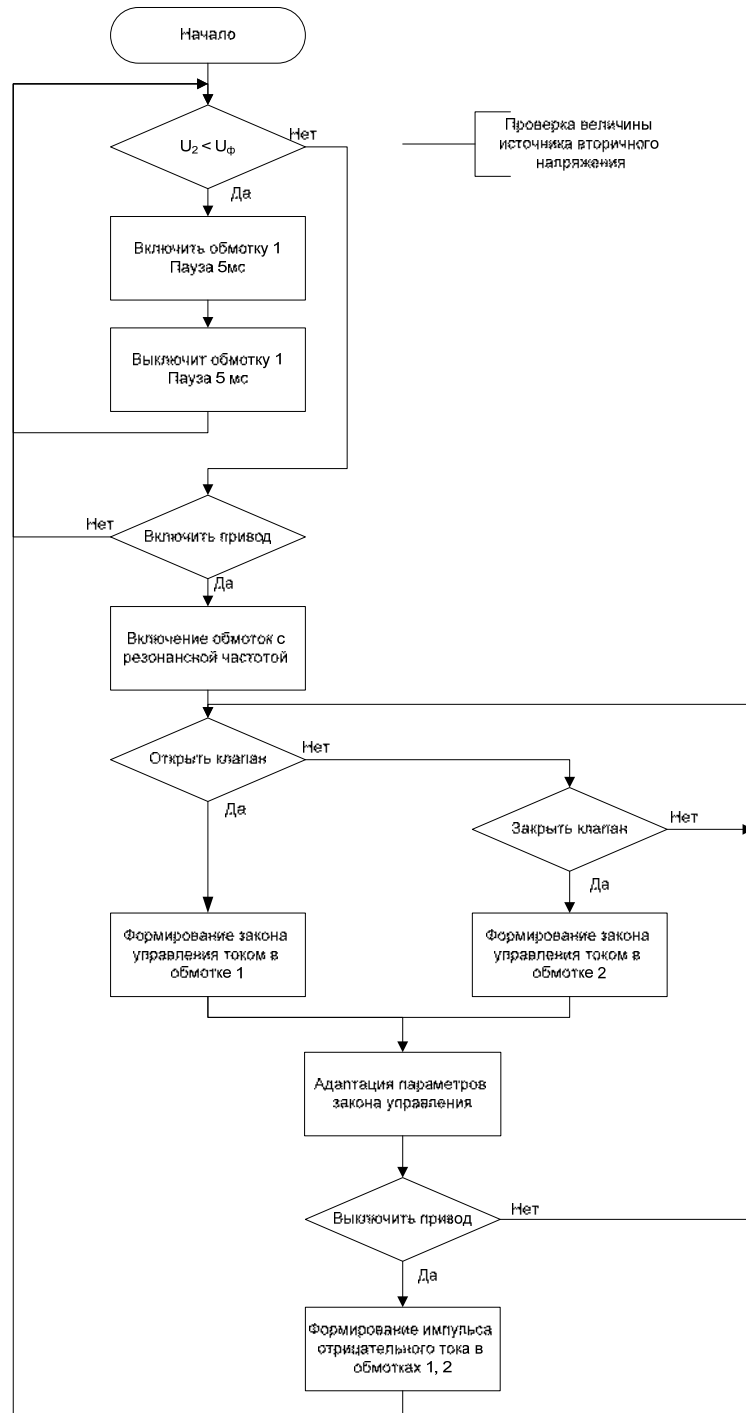 Начало
U₂ < Uф
Нет
Проверка величины
источника вторичного
напряжения
Да
Включить обмотку 1
Пауза 5мс
Выключит обмотку 1
Пауза 5 мс
Нет
Включить привод
Да
Включение обмоток с
резонанской частотой
Открыть клапан
Нет
Да
Закрыть клапан
Нет
Да
Формирование закона
управления током в
обмотке 1
Формирование закона
управления током в
обмотке 2
Адаптация параметров
закона управления
Выключить привод
Нет
Да
Формирование импульса
отрицательного тока в
обмотках 1, 2